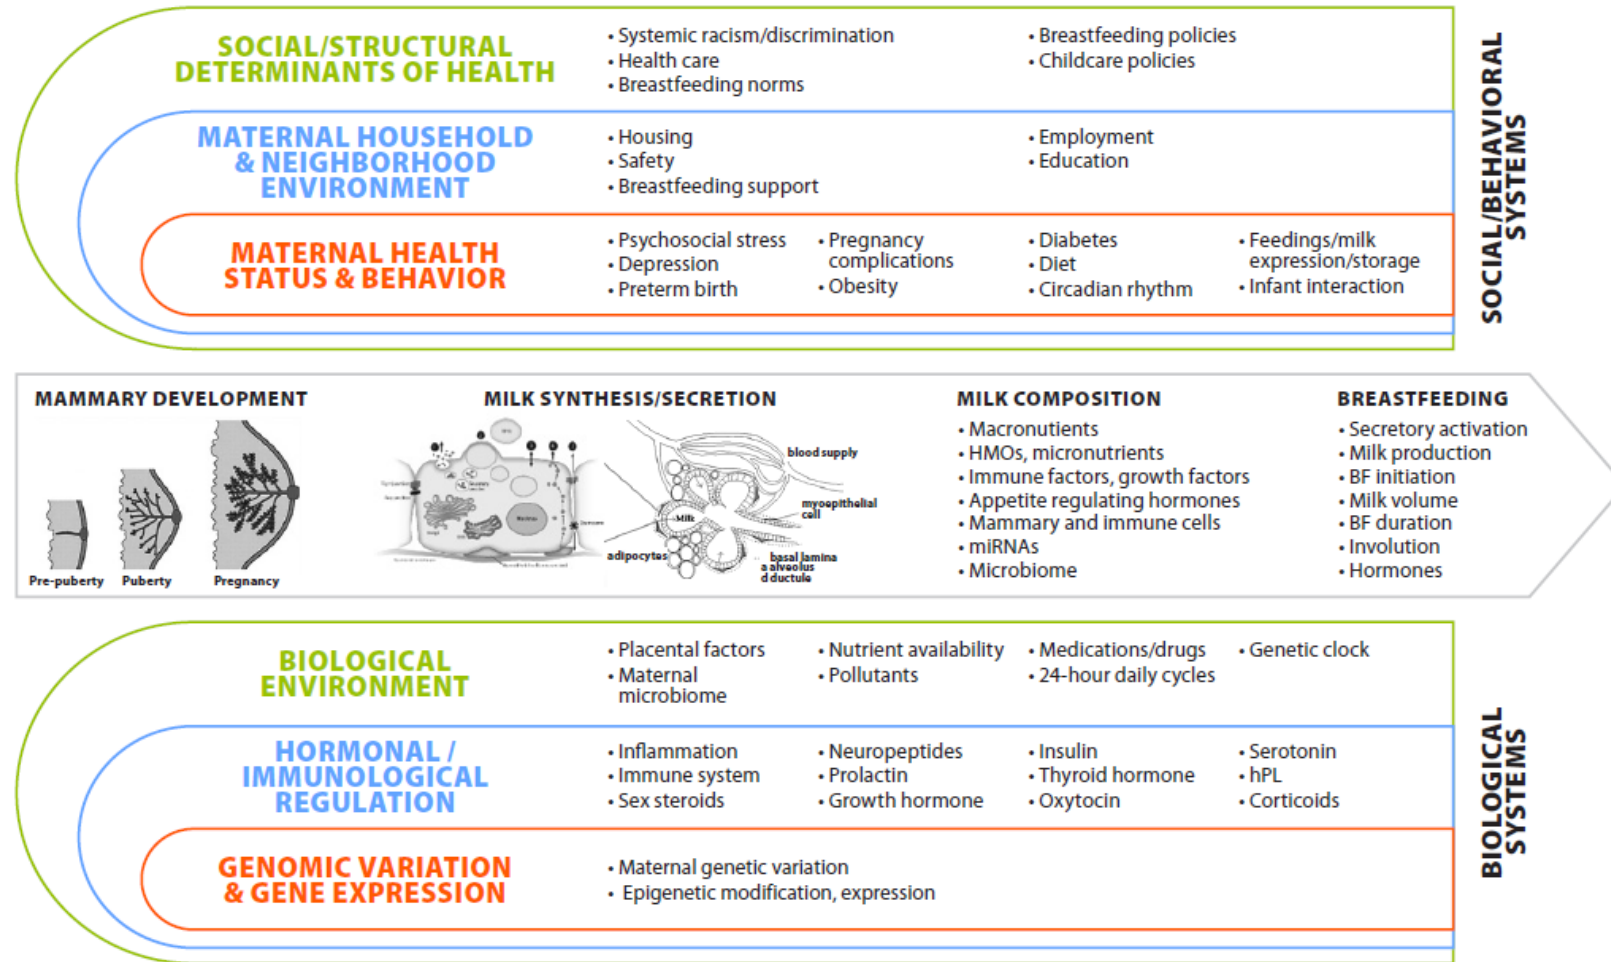 SOCIAL/STRUCTURAL
DETERMINANTS OF HEALTH
• Systemic racism/discrimination
• Health care
• Breastfeeding norms
• Breastfeeding policies
• Childcare policies
MATERNAL HOUSEHOLD
& NEIGHBORHOOD
ENVIRONMENT
• Housing
• Safety
• Breastfeeding support
• Employment
• Education
MATERNAL HEALTH
STATUS & BEHAVIOR
• Psychosocial stress
• Depression
• Preterm birth
• Pregnancy
complications
• Obesity
• Diabetes
• Diet
• Circadian rhythm
• Feedings/milk
expression/storage
• Infant interaction
SOCIAL/BEHAVIORAL
SYSTEMS
MAMMARY DEVELOPMENT
Pre-puberty
Puberty
Pregnancy
MILK SYNTHESIS/SECRETION
Nucleus
blood supply
myoepithelial
cell
Milk
adipocytes
basal lamina
a alveolus
d ductule
MILK COMPOSITION
• Macronutrients
• HMOs, micronutrients
• Immune factors, growth factors
• Appetite regulating hormones
• Mammary and immune cells
• miRNAs
• Microbiome
BREASTFEEDING
• Secretory activation
• Milk production
• BF initiation
• Milk volume
• BF duration
• Involution
• Hormones
BIOLOGICAL
ENVIRONMENT
• Placental factors
• Maternal
microbiome
• Nutrient availability
• Pollutants
• Medications/drugs
• 24-hour daily cycles
• Genetic clock
HORMONAL /
IMMUNOLOGICAL
REGULATION
• Inflammation
• Immune system
• Sex steroids
• Neuropeptides
• Prolactin
• Growth hormone
• Insulin
• Thyroid hormone
• Oxytocin
• Serotonin
• hPL
• Corticoids
GENOMIC VARIATION
& GENE EXPRESSION
• Maternal genetic variation
• Epigenetic modification, expression
BIOLOGICAL
SYSTEMS